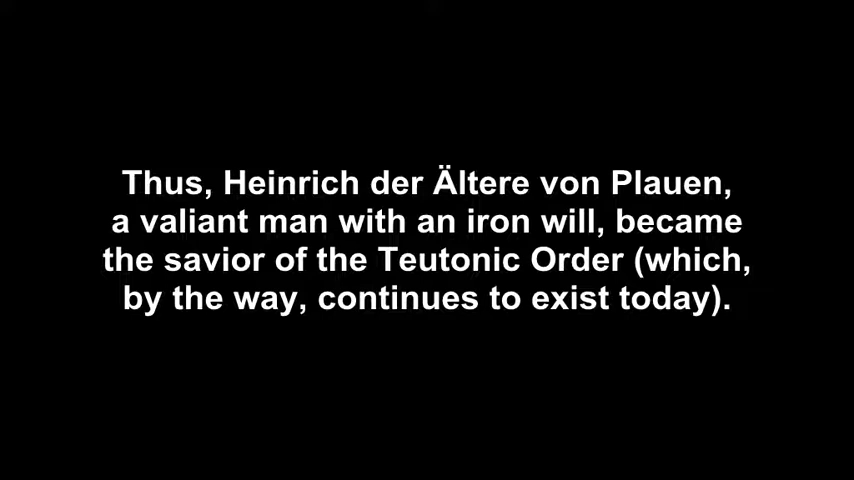 Thus, Heinrich der Ältere von Plauen,
a valiant man with an iron will, became
the savior of the Teutonic Order (which,
by the way, continues to exist today).